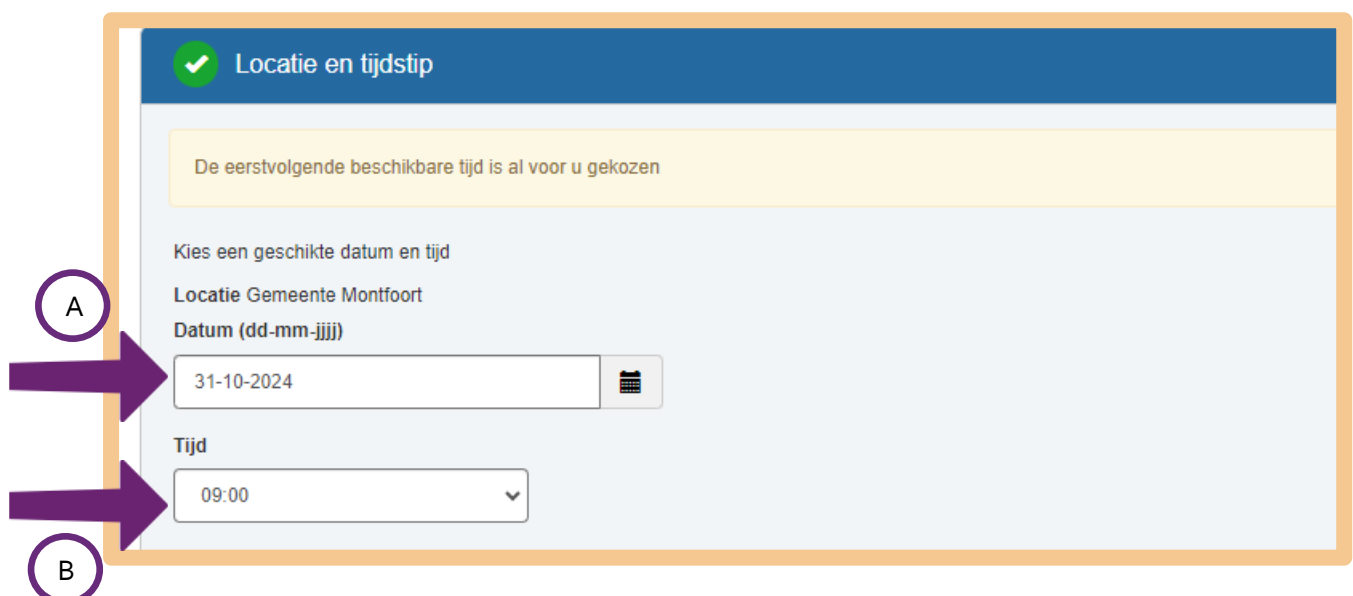 Locatie en tijdstip
De eerstvolgende beschikbare tijd is al voor u gekozen
Kies een geschikte datum en tijd
A
Locatie Gemeente Montfoort
Datum (dd-mm-jjjj)
31-10-2024
Tijd
09:00
B